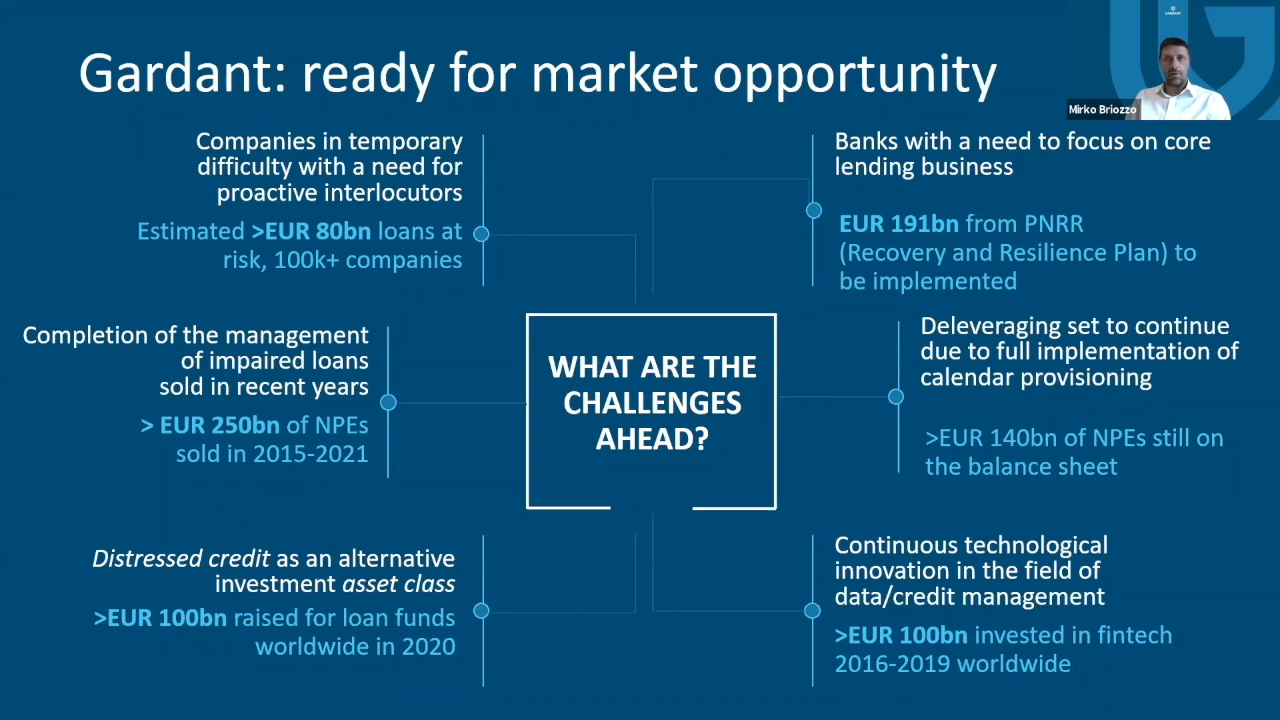 Gardant: ready for market opportunity
GARDANT
Mirko Briozzo
Companies in temporary
difficulty with a need for
proactive interlocutors
Estimated >EUR 80bn loans at
risk, 100k+ companies
Banks with a need to focus on core
lending business
EUR 191bn from PNRR
(Recovery and Resilience Plan) to
be implemented
Completion of the management
of impaired loans
sold in recent years
> EUR 250bn of NPEs
sold in 2015-2021
WHAT ARE THE
CHALLENGES
AHEAD?
Deleveraging set to continue
due to full implementation of
calendar provisioning
>EUR 140bn of NPEs still on
the balance sheet
Distressed credit as an alternative
investment asset class
>EUR 100bn raised for loan funds
worldwide in 2020
Continuous technological
innovation in the field of
data/credit management
>EUR 100bn invested in fintech
2016-2019 worldwide